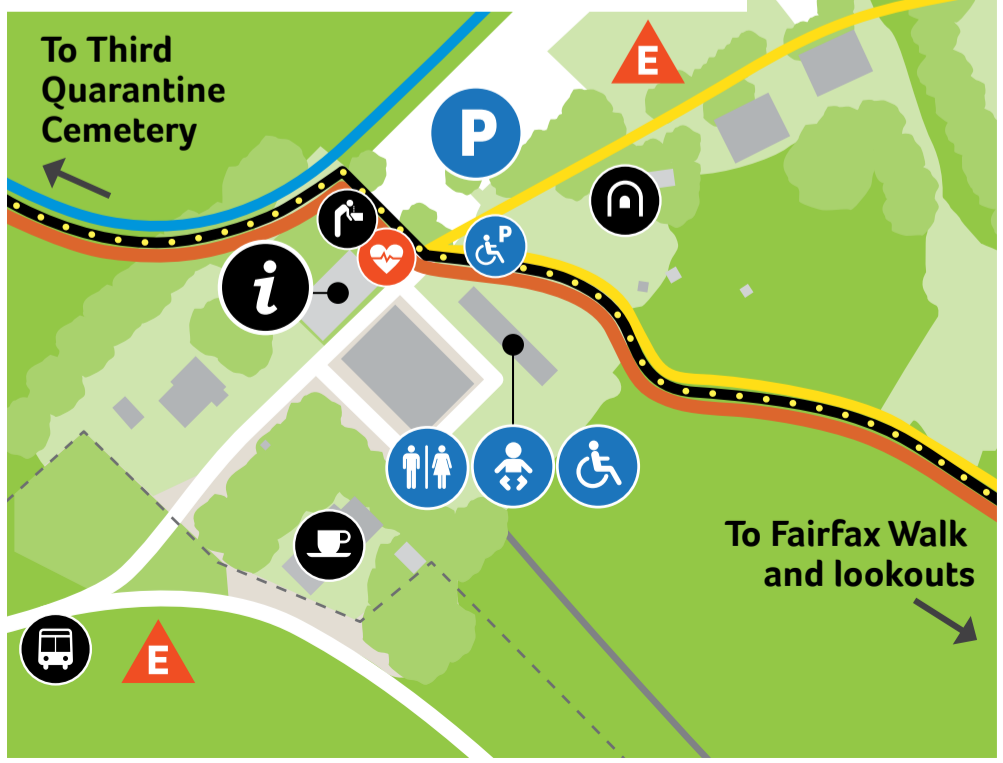 To Third
Quarantine
Cemetery
E
P
P
i
To Fairfax Walk
and lookouts
E